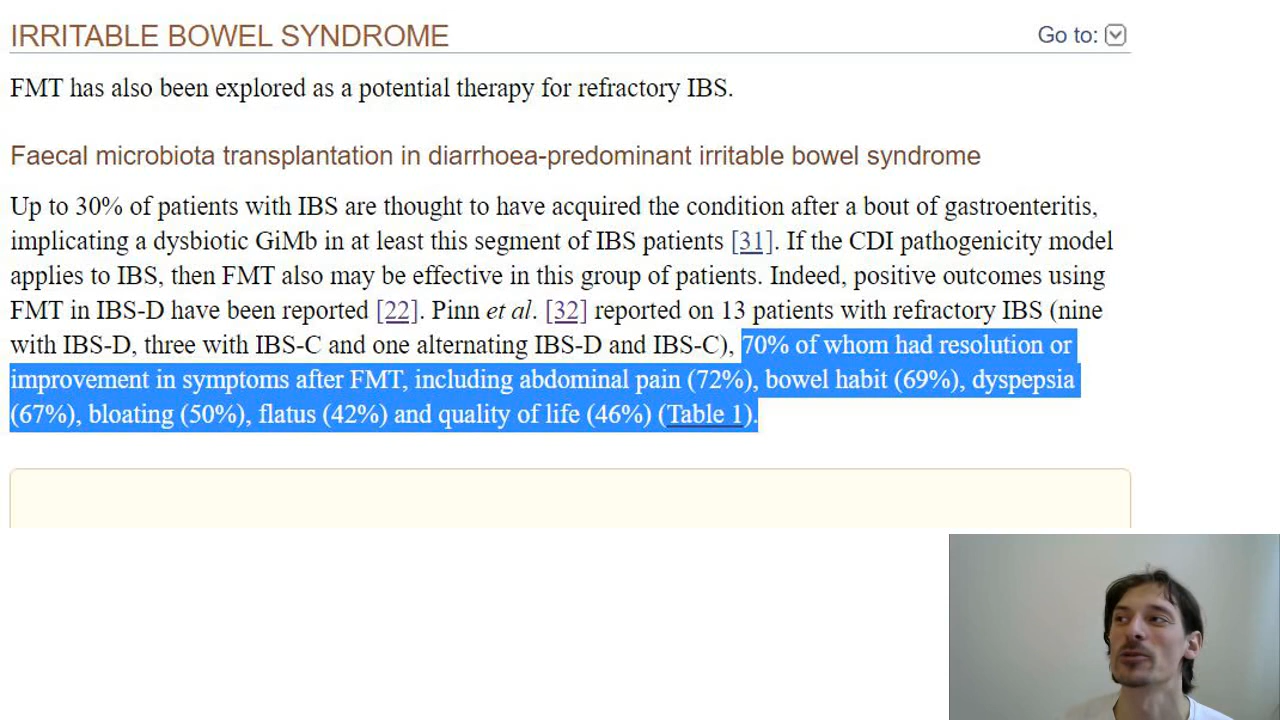 IRRITABLE BOWEL SYNDROME
Go to:
FMT has also been explored as a potential therapy for refractory IBS.
Faecal microbiota transplantation in diarrhoea-predominant irritable bowel syndrome
Up to 30% of patients with IBS are thought to have acquired the condition after a bout of gastroenteritis,
implicating a dysbiotic GiMb in at least this segment of IBS patients [31]. If the CDI pathogenicity model
applies to IBS, then FMT also may be effective in this group of patients. Indeed, positive outcomes using
FMT in IBS-D have been reported [22]. Pinn et al. [32] reported on 13 patients with refractory IBS (nine
with IBS-D, three with IBS-C and one alternating IBS-D and IBS-C), 70% of whom had resolution or
improvement in symptoms after FMT, including abdominal pain (72%), bowel habit (69%), dyspepsia
(67%), bloating (50%), flatus (42%) and quality of life (46%) (Table 1).